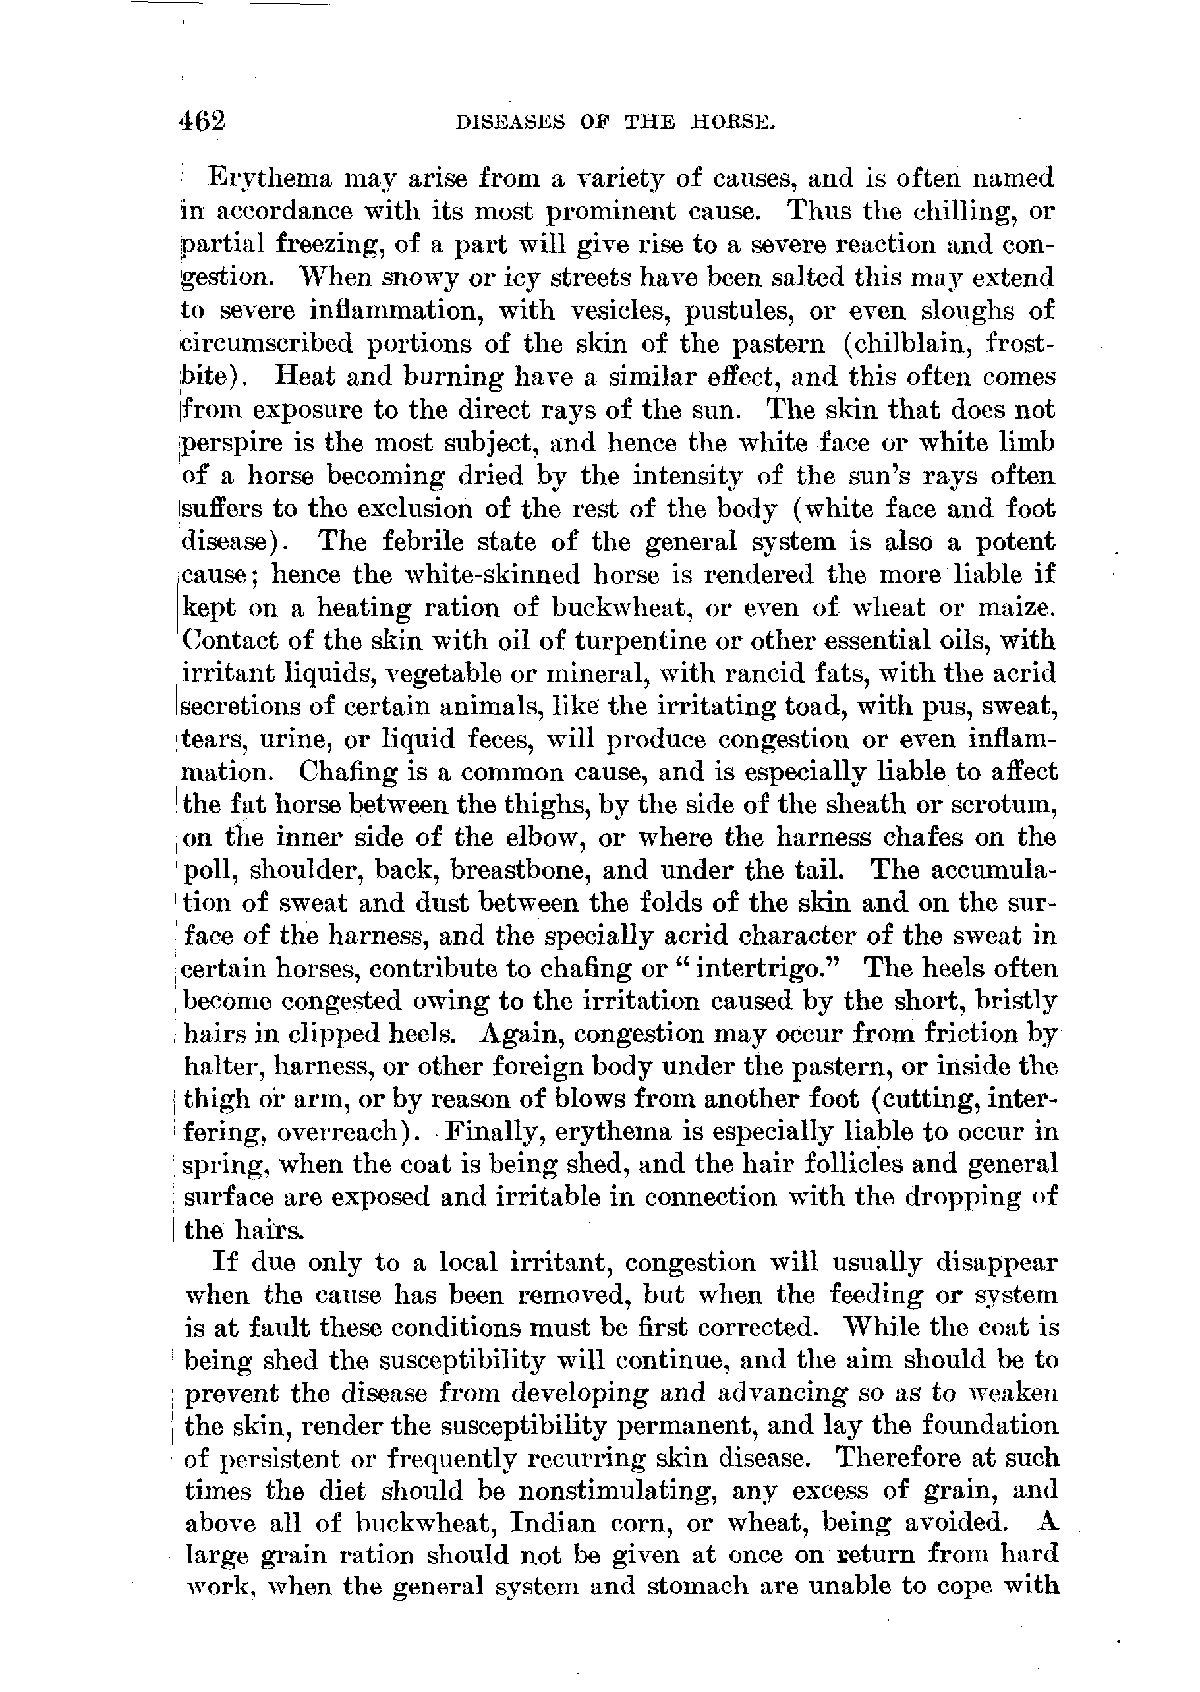 462 DISEASES OF THE HORSE.
Erythema may arise from a variety of causes, and is often named
in accordance with its most prominent cause. Thus the chilling, or
partial freezing, of a part will give rise to a severe reaction and con-
gestion. When snowy or icy streets have been salted this may extend
to severe inflammation, with vesicles, pustules, or even sloughs of
circumscribed portions of the skin of the pastern (chilblain, frost-
bite). Heat and burning have a similar effect, and this often comes
from exposure to the direct rays of the sun. The skin that does not
perspire is the most subject, and hence the white face or white limb
of a horse becoming dried by the intensity of the sun's rays often
suffers to the exclusion of the rest of the body (white face and foot
disease). The febrile state of the general system is also a potent
cause; hence the white-skinned horse is rendered the more liable if
kept on a heating ration of buckwheat, or even of wheat or maize.
Contact of the skin with oil of turpentine or other essential oils, with
irritant liquids, vegetable or mineral, with rancid fats, with the acrid
secretions of certain animals, like the irritating toad, with pus, sweat,
tears, urine, or liquid feces, will produce congestion or even inflam-
mation. Chafing is a common cause, and is especially liable to affect
the fat horse between the thighs, by the side of the sheath or scrotum,
on the inner side of the elbow, or where the harness chafes on the
poll, shoulder, back, breastbone, and under the tail. The accumula-
tion of sweat and dust between the folds of the skin and on the sur-
face of the harness, and the specially acrid character of the sweat in
certain horses, contribute to chafing or "intertrigo." The heels often
become congested owing to the irritation caused by the short, bristly
hairs in clipped heels. Again, congestion may occur from friction by
halter, harness, or other foreign body under the pastern, or inside the
thigh or arm, or by reason of blows from another foot (cutting, inter-
fering, overreach). Finally, erythema is especially liable to occur in
spring, when the coat is being shed, and the hair follicles and general
surface are exposed and irritable in connection with the dropping of
the hairs.
If due only to a local irritant, congestion will usually disappear
when the cause has been removed, but when the feeding or system
is at fault these conditions must be first corrected. While the coat is
being shed the susceptibility will continue, and the aim should be to
prevent the disease from developing and advancing so as to weaken
the skin, render the susceptibility permanent, and lay the foundation
of persistent or frequently recurring skin disease. Therefore at such
times the diet should be nonstimulating, any excess of grain, and
above all of buckwheat, Indian corn, or wheat, being avoided. A
large grain ration should not be given at once on return from hard
work, when the general system and stomach are unable to cope with